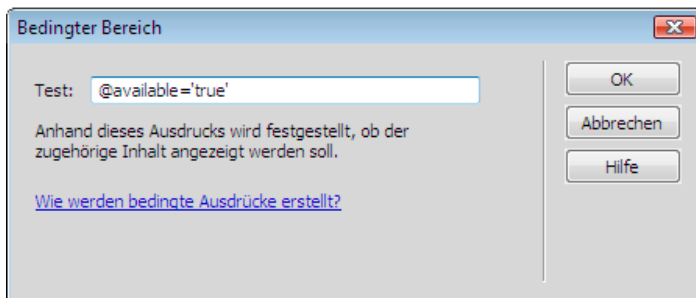 Bedingter Bereich
Test: @available='true'
OK
Anhand dieses Ausdrucks wird festgestellt, ob der
zugehörige Inhalt angezeigt werden soll.
Abbrechen
Hilfe
Wie werden bedingte Ausdrücke erstellt?